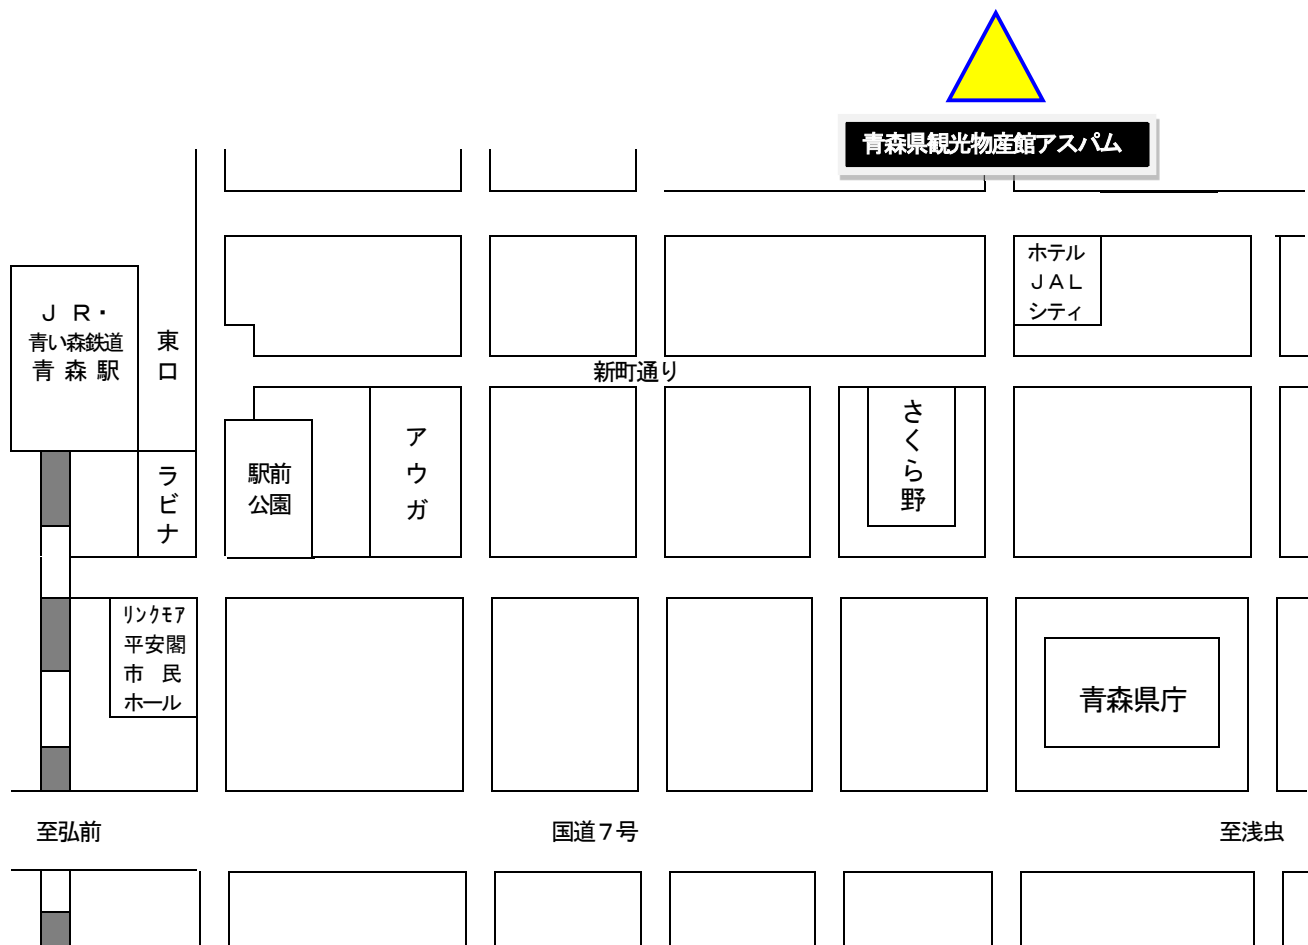 青森県観光物産館アスパム
ホテル
ＪＡＬ
シティ
Ｊ Ｒ・
青い森鉄道
青 森 駅
東
口
新町通り
さ
く
ら
野
ア
ウ
ガ
駅前
公園
ラ
ビ
ナ
ﾘﾝｸﾓｱ
平安閣
市　民
ホール
青森県庁
至弘前
国道７号
至浅虫